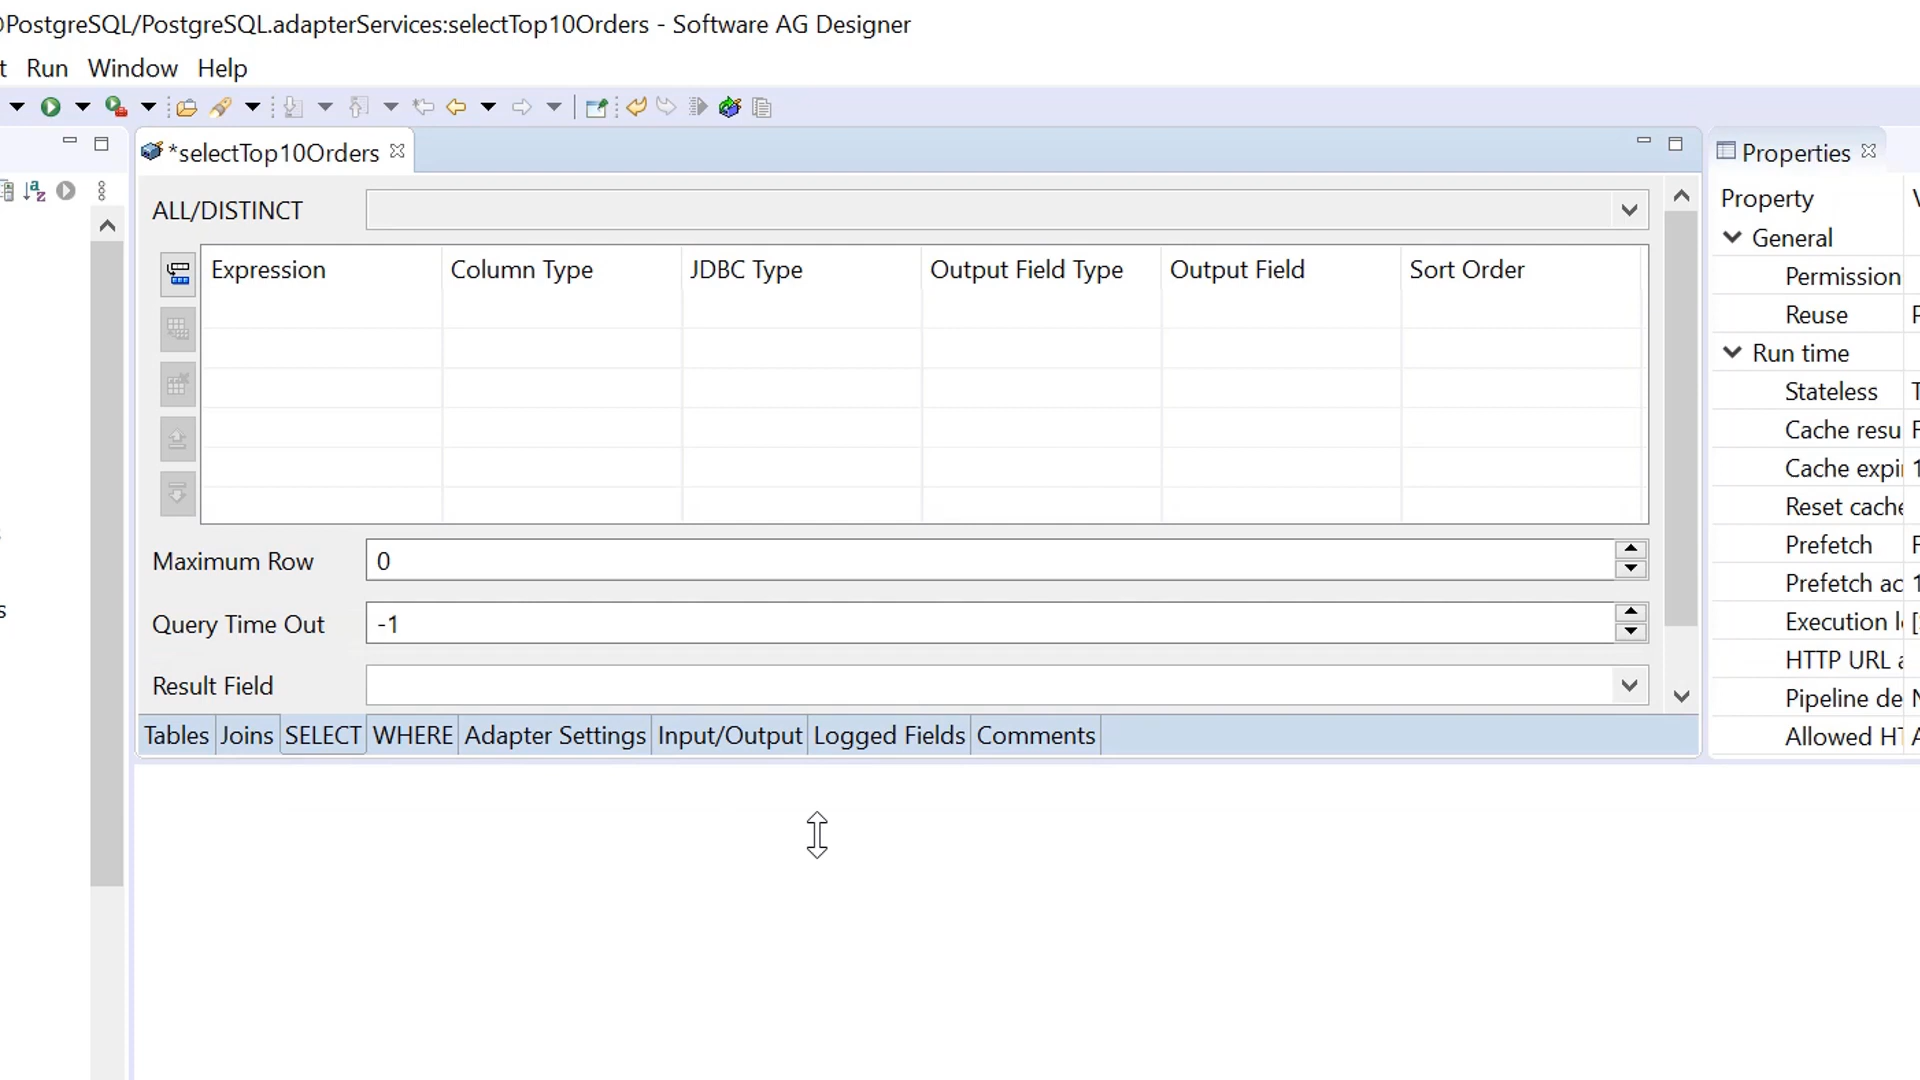 PostgreSQL/PostgreSQL.adapterServices:selectTop10Orders - Software AG Designer
t Run Window Help
*selectTop10Orders
Properties
ALL/DISTINCT
Property
General
Expression Column Type JDBC Type Output Field Type Output Field Sort Order
Permission
Reuse
Run time
Stateless
Cache resu
Cache expi
Reset cache
Maximum Row 0
Prefetch
Prefetch ac 1
Query Time Out -1
Execution l
HTTP URL a
Result Field
Pipeline de
Tables Joins SELECT WHERE Adapter Settings Input/Output Logged Fields Comments
Allowed HT